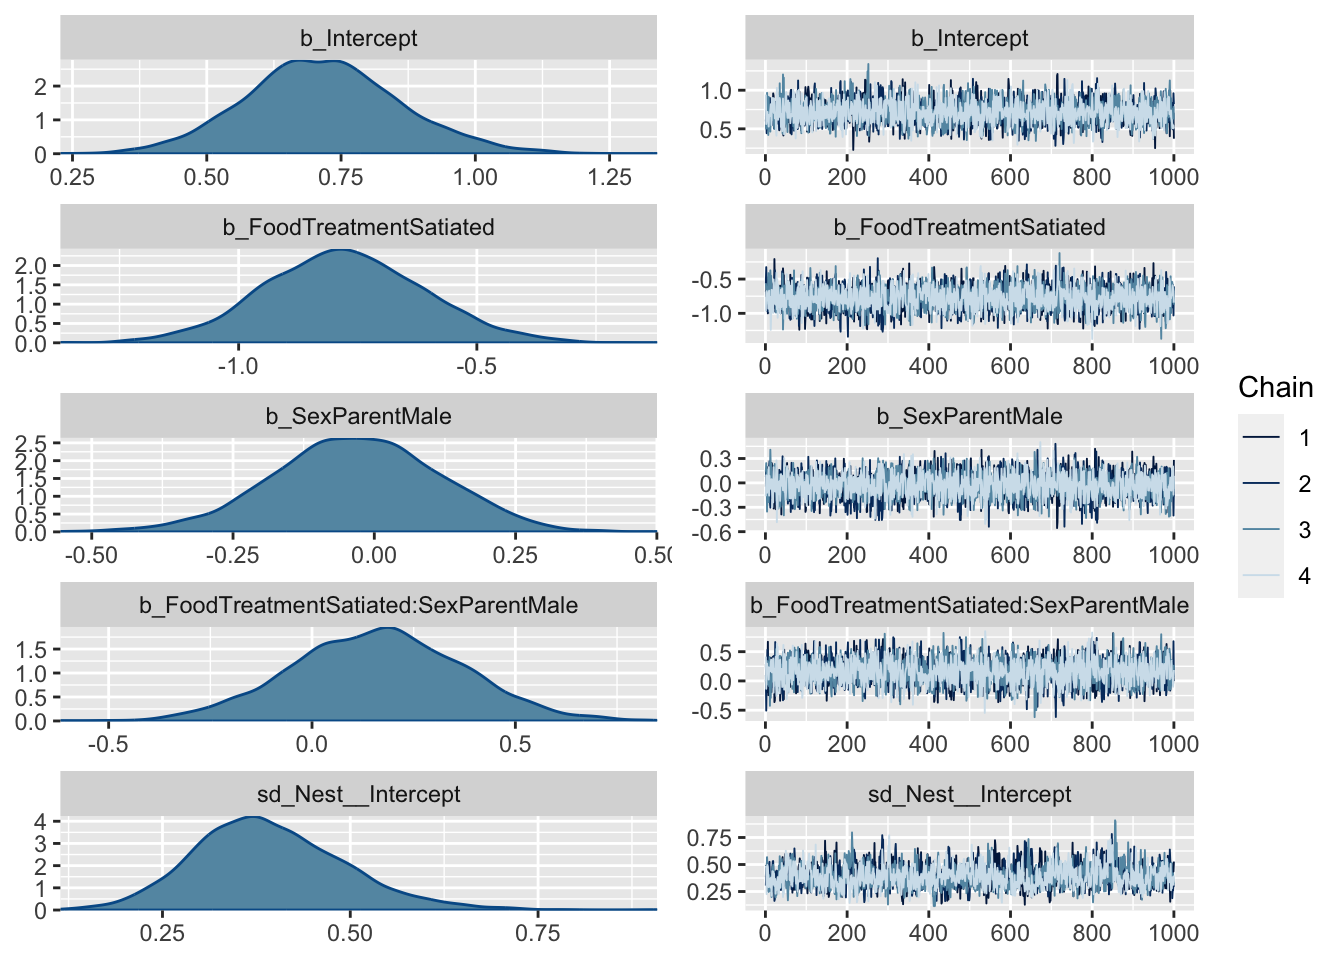 b_Intercept
b_Intercept
2
1
0
0.25 0.50 0.75 1.00 1.25
1.0
0.5
0 200 400 600 800 1000
b_FoodTreatmentSatiated
b_FoodTreatmentSatiated
2.0
1.5
1.0
0.5
0.0
-1.0 -0.5
-0.5
-1.0
0 200 400 600 800 1000
b_SexParentMale
b_SexParentMale
2.5
2.0
1.5
1.0
0.5
0.0
-0.50 -0.25 0.00 0.25 0.50
0.3
0.0
-0.3
-0.6
0 200 400 600 800 1000
b_FoodTreatmentSatiated:SexParentMale
b_FoodTreatmentSatiated:SexParentMale
1.5
1.0
0.5
0.0
-0.5 0.0 0.5
0.5
0.0
-0.5
0 200 400 600 800 1000
sd_Nest__Intercept
sd_Nest__Intercept
4
3
2
1
0
0.25 0.50 0.75
0.75
0.50
0.25
0 200 400 600 800 1000
Chain
1
2
3
4